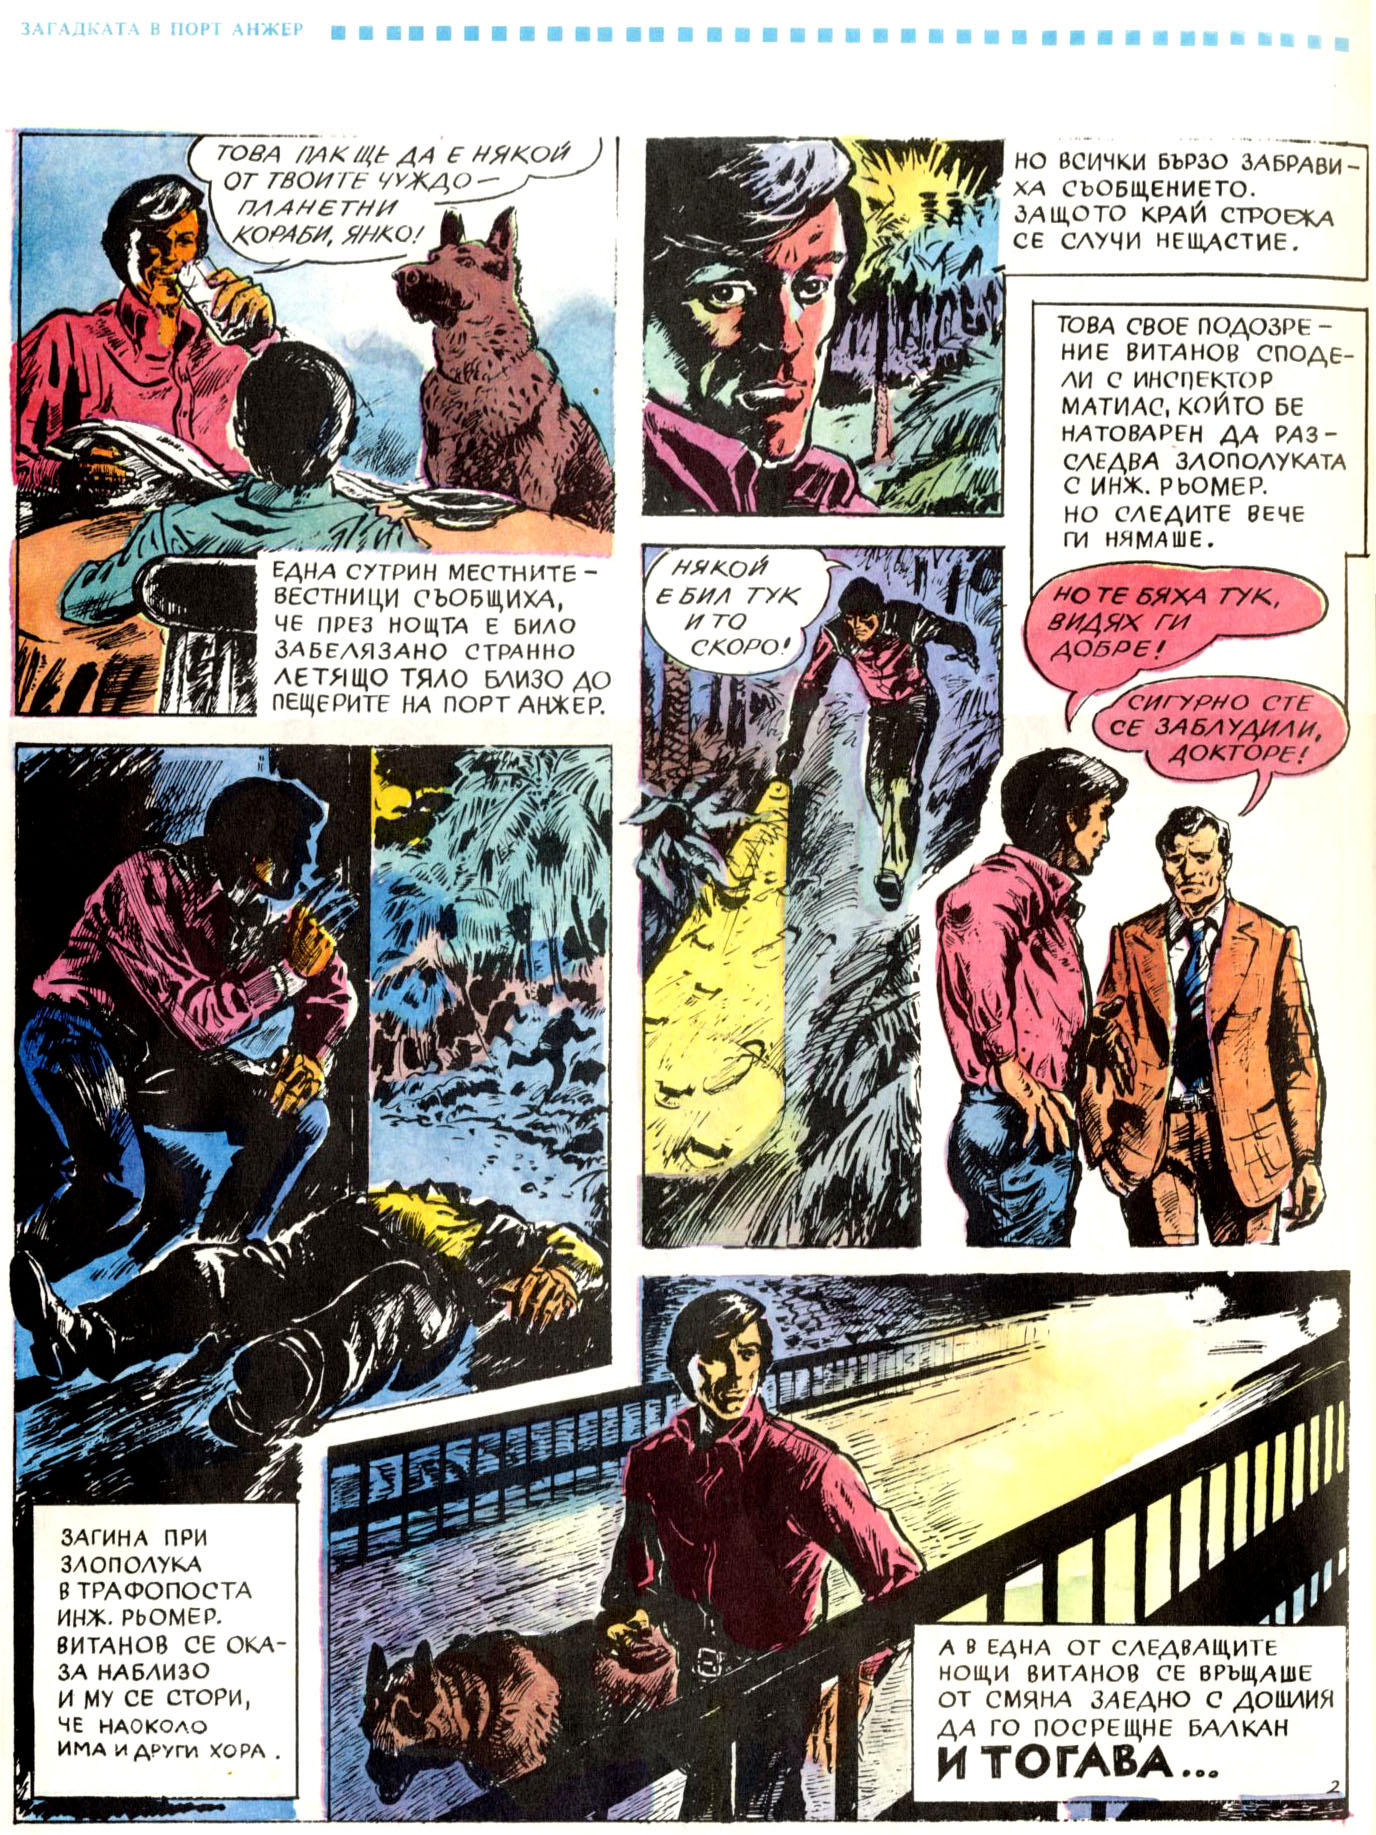 ЗАГАДКАТА В ПОРТ АНЖЕР
ТОВА ПАК ЩЕ ДА Е НЯКОЙ
ОТ ТВОИТЕ ЧУЖДО–
ПЛАНЕТНИ
КОРАБИ, ЯНКО!
ЕДНА СУТРИН МЕСТНИТЕ–
ВЕСТНИЦИ СЪОБЩИХА,
ЧЕ ПРЕЗ НОЩТА Е БИЛО
ЗАБЕЛЯЗАНО СТРАННО
ЛЕТЯЩО ТЯЛО БЛИЗО ДО
ПЕЩЕРИТЕ НА ПОРТ АНЖЕР.
НО ВСИЧКИ БЪРЗО ЗАБРАВИ–
ХА СЪОБЩЕНИЕТО.
ЗАЩОТО КРАЙ СТРОЕЖА
СЕ СЛУЧИ НЕЩАСТИЕ.
ЗАГИНА ПРИ
ЗЛОПОЛУКА
В ТРАФОПОСТА
ИНЖ. РЬОМЕР.
ВИТАНОВ СЕ ОКА–
ЗА НАБЛИЗО
И МУ СЕ СТОРИ,
ЧЕ НАОКОЛО
ИМА И ДРУГИ ХОРА.
НЯКОЙ
Е БИЛ ТУК
И ТО
СКОРО!
ТОВА СВОЕ ПОДОЗРЕ–
НИЕ ВИТАНОВ СПОДЕ–
ЛИ С ИНСПЕКТОР
МАТИАС, КОЙТО БЕ
НАТОВАРЕН ДА РАЗ–
СЛЕДВА ЗЛОПОЛУКАТА
С ИНЖ. РЬОМЕР.
НО СЛЕДИТЕ ВЕЧЕ
ГИ НЯМАШЕ.
НО ТЕ БЯХА ТУК,
ВИДЯХ ГИ
ДОБРЕ!
СИГУРНО СТЕ
СЕ ЗАБЛУДИЛИ,
ДОКТОРЕ!
А В ЕДНА ОТ СЛЕДВАЩИТЕ
НОЩИ ВИТАНОВ СЕ ВРЪЩАШЕ
ОТ СМЯНА ЗАЕДНО С ДОШЛИЯ
ДА ГО ПОСРЕЩНЕ БАЛКАН
И ТОГАВА...
2